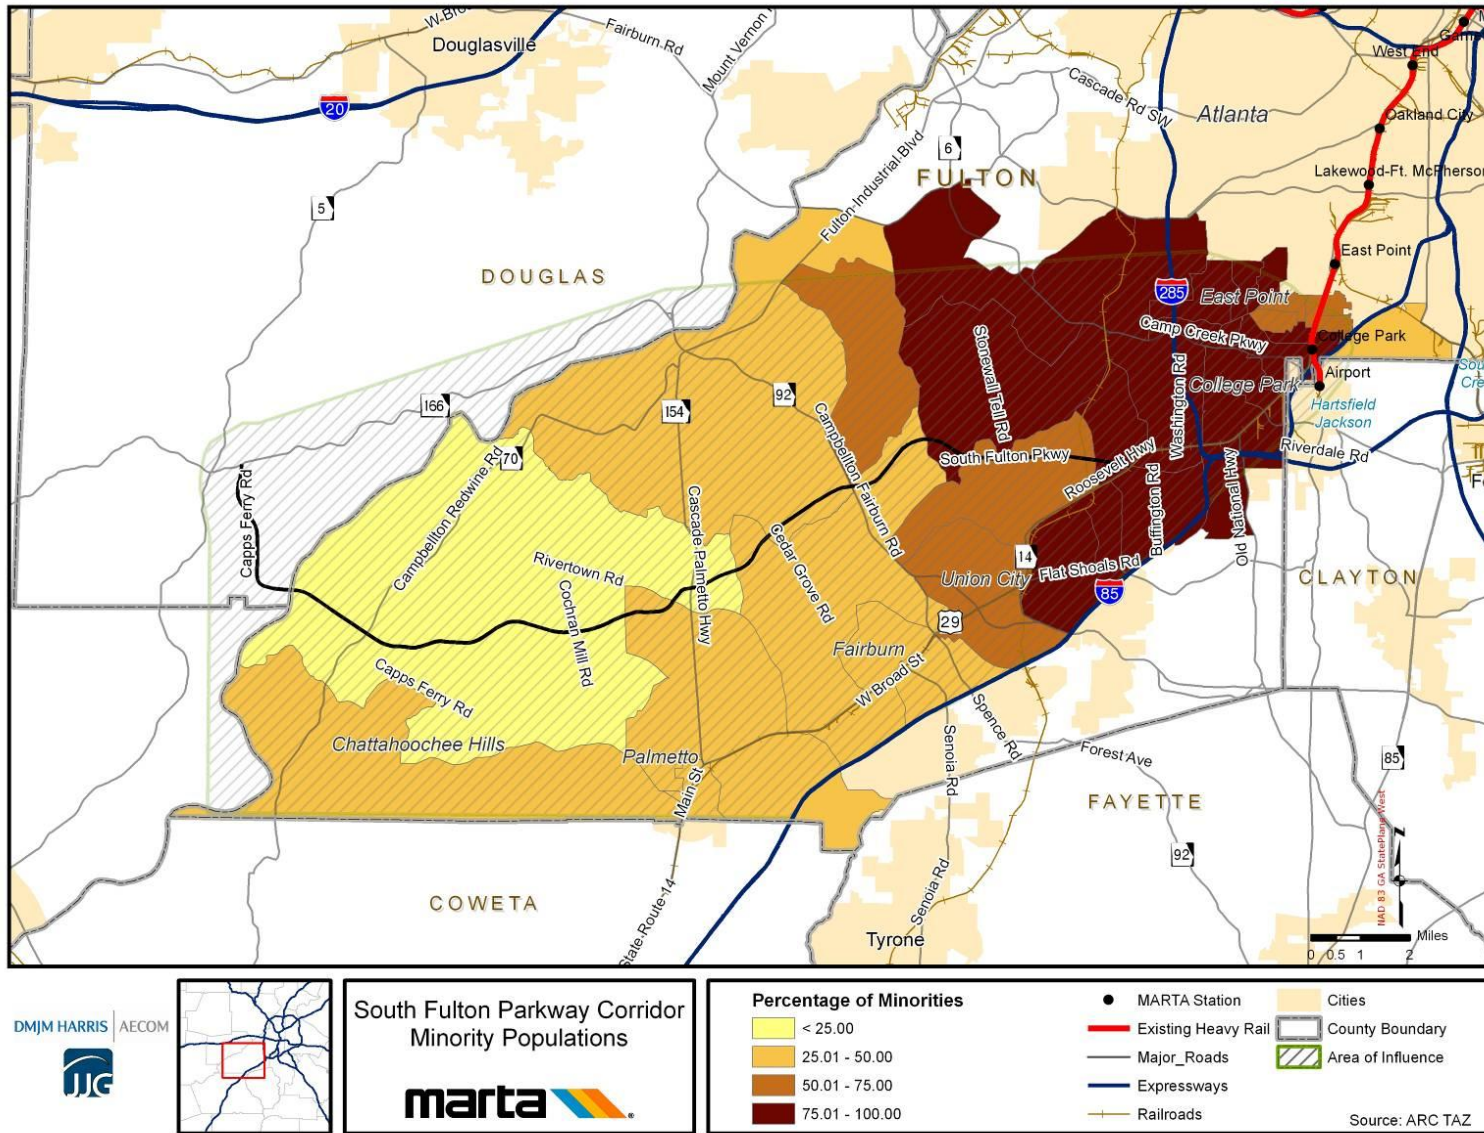 W-Bro
Douglasville
Fairburn Rd
Mount Vernon
West End
Garn
20
Cascade Rd SW
Atlanta
Oakland City
5
6
FULTON
Fulton-Industrial-Blvd
Lakewood-Ft. McPherson
DOUGLAS
East Point
285
East Point
Camp Creek Pkwy
College Park
Stonewall Tell Rd
Washington Rd
College Park
Airport
Hartsfield
Jackson
166
154
92
Campbellton Fairburn Rd
70
Campbellton Redwine Rd
South Fulton Pkwy
Roosevelt Hwy
Riverdale Rd
Capps Ferry Rd
Cascade-Palmetto Hwy
Buffington Rd
Old National Hwy
Rivertown Rd
Cedar Grove Rd
14
Flat Shoals Rd
Union City
CLAYTON
Cochran Mill Rd
85
29
Fairburn
W Broad St
Capps Ferry Rd
Spence Rd
Chattahoochee Hills
Palmetto
Main St
Senoia Rd
Forest Ave
85
FAYETTE
92
COWETA
State-Route-14
Senoia Rd
Tyrone
NAD 83 GA StatePlane West
Miles
0 0.5 1 2
DMJM HARRIS | AECOM
JJG
South Fulton Parkway Corridor
Minority Populations
marta
Percentage of Minorities
< 25.00
25.01 - 50.00
50.01 - 75.00
75.01 - 100.00
MARTA Station
Existing Heavy Rail
Major_Roads
Expressways
Railroads
Cities
County Boundary
Area of Influence
Source: ARC TAZ